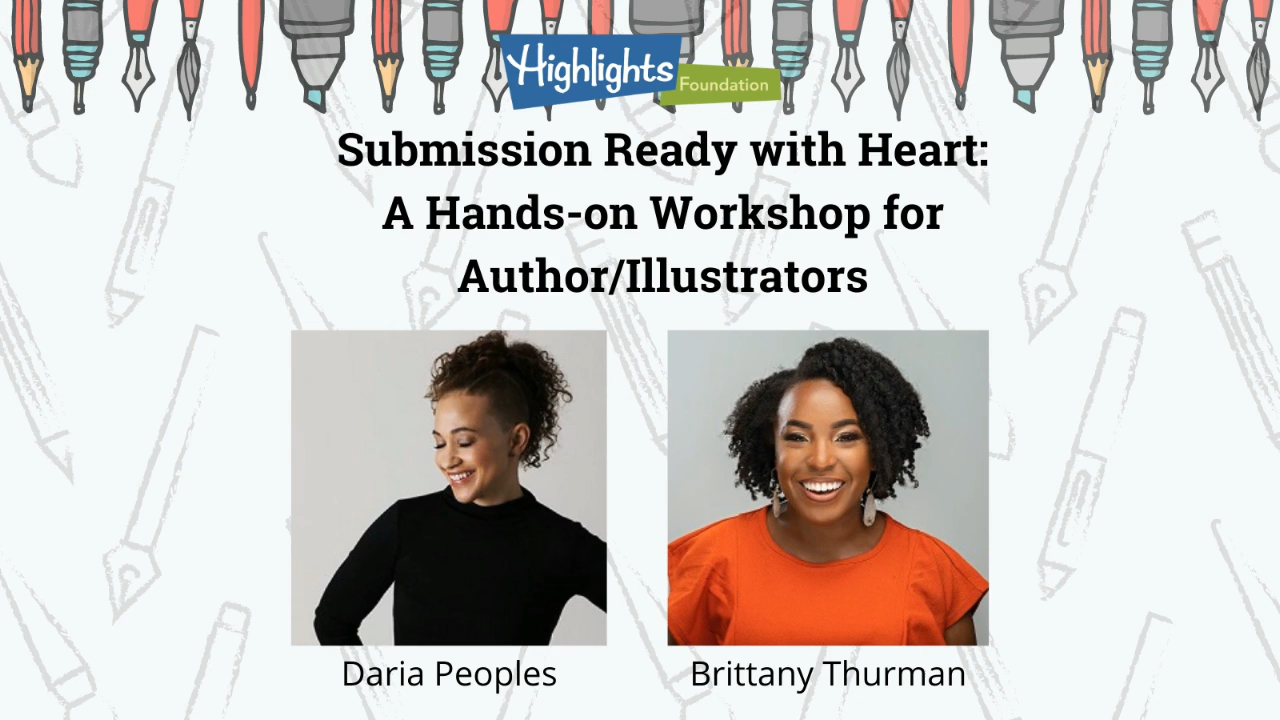 Highlights
Foundation
Submission Ready with Heart:
A Hands-on Workshop for
Author/Illustrators
Daria Peoples
Brittany Thurman